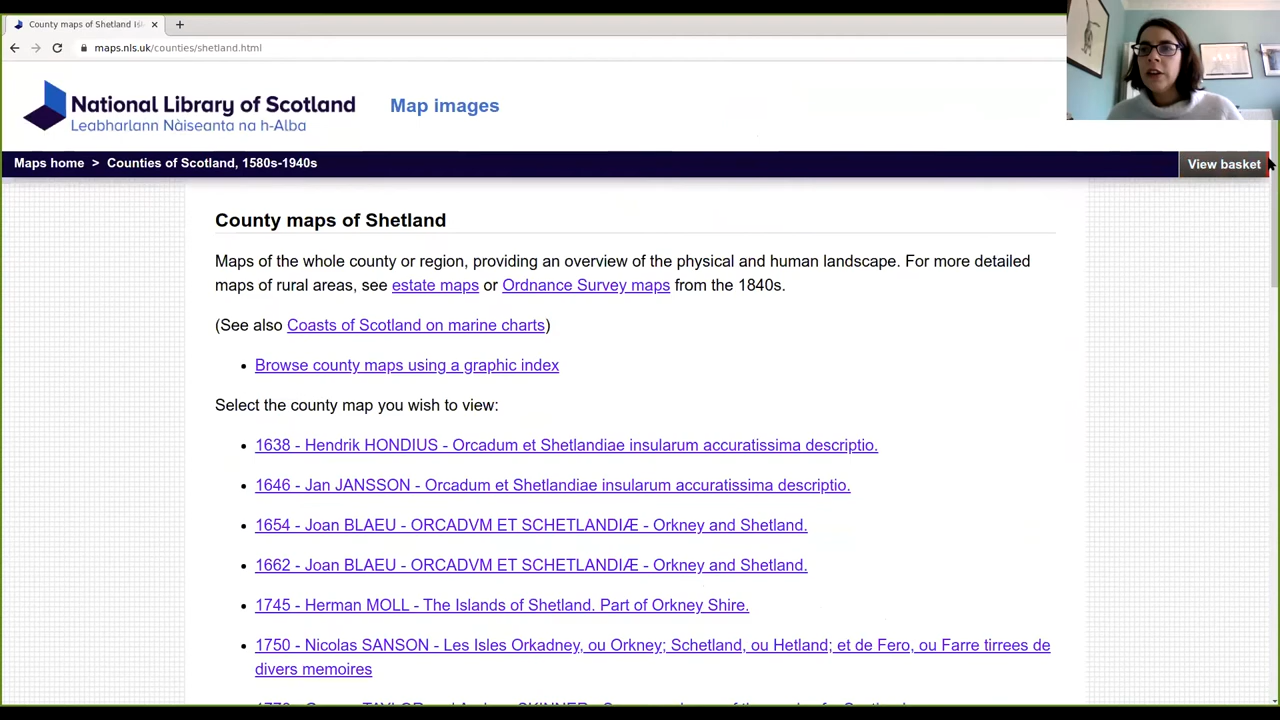 County maps of Shetland Isl
maps.nls.uk/counties/shetland.html
National Library of Scotland
Leabharlann Nàiseanta na h-Alba
Map images
Maps home > Counties of Scotland, 1580s-1940s
View basket
County maps of Shetland
Maps of the whole county or region, providing an overview of the physical and human landscape. For more detailed
maps of rural areas, see estate maps or Ordnance Survey maps from the 1840s.
(See also Coasts of Scotland on marine charts)
• Browse county maps using a graphic index
Select the county map you wish to view:
• 1638 - Hendrik HONDIUS - Orcadum et Shetlandiae insularum accuratissima descriptio.
• 1646 - Jan JANSSON - Orcadum et Shetlandiae insularum accuratissima descriptio.
• 1654 - Joan BLAEU - ORCADVM ET SCHETLANDIÆ - Orkney and Shetland.
• 1662 - Joan BLAEU - ORCADVM ET SCHETLANDIÆ - Orkney and Shetland.
• 1745 - Herman MOLL - The Islands of Shetland. Part of Orkney Shire.
• 1750 - Nicolas SANSON - Les Isles Orkadney, ou Orkney; Schetland, ou Hetland; et de Fero, ou Farre tirrees de
divers memoires